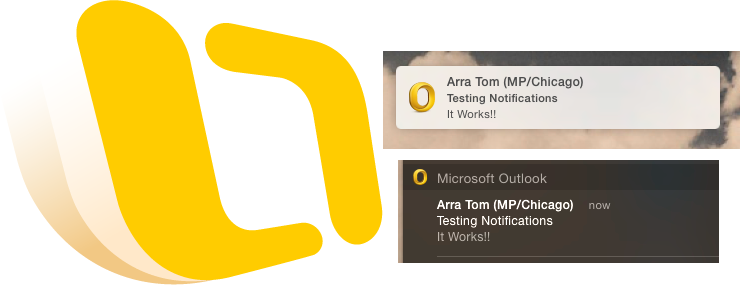 Arra Tom (MP/Chicago)
Testing Notifications
It Works!!
Microsoft Outlook
Arra Tom (MP/Chicago) now
Testing Notifications
It Works!!